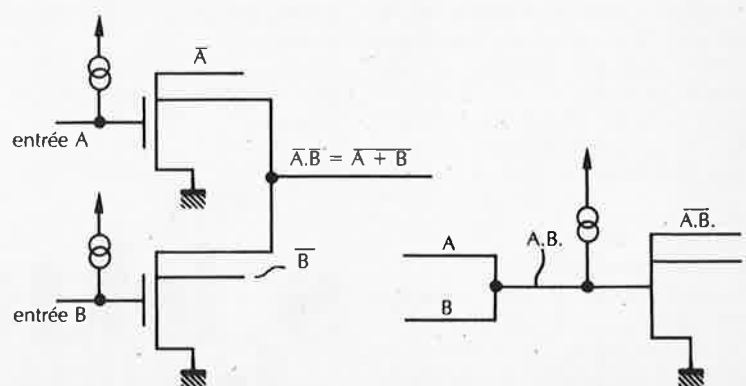 A̅
entrée A
A̅.B̅ = A̅ ̅+̅ ̅B̅
B̅
entrée B
A
A.B.
B
A̅.̅B̅.